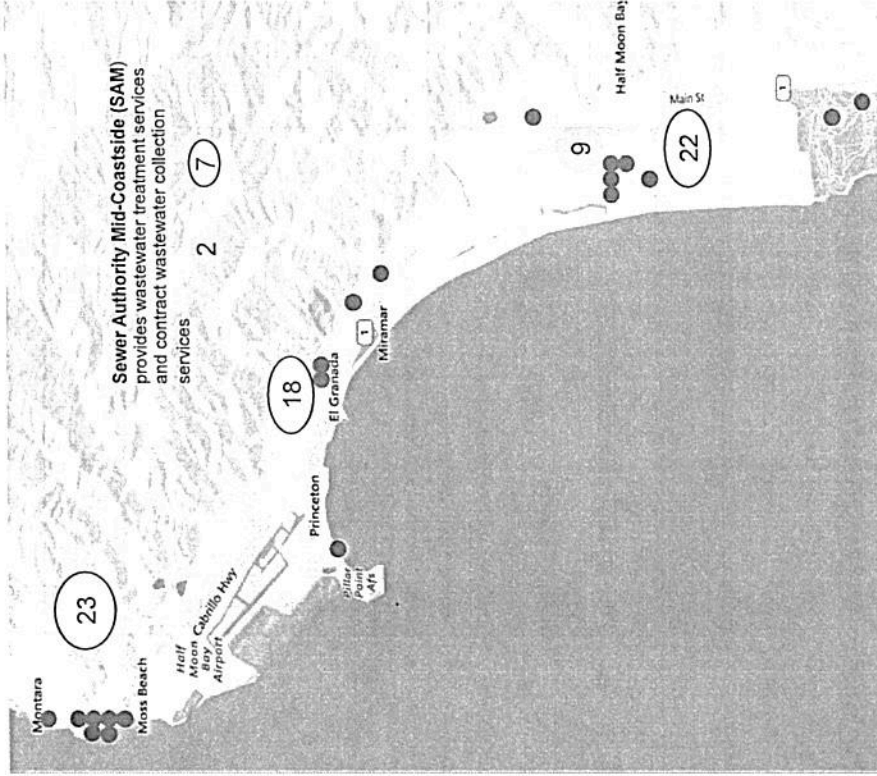 Sewer Authority Mid-Coastside (SAM)
provides wastewater treatment services
and contract wastewater collection
services
2
7
Montara
23
Moss Beach
Half
Moon
Bay
Airport
Cabrillo Hwy
Princeton
Pillar
Point
Afs
18
El Granada
1
Miramar
9
Half Moon Bay
Main St
22
1